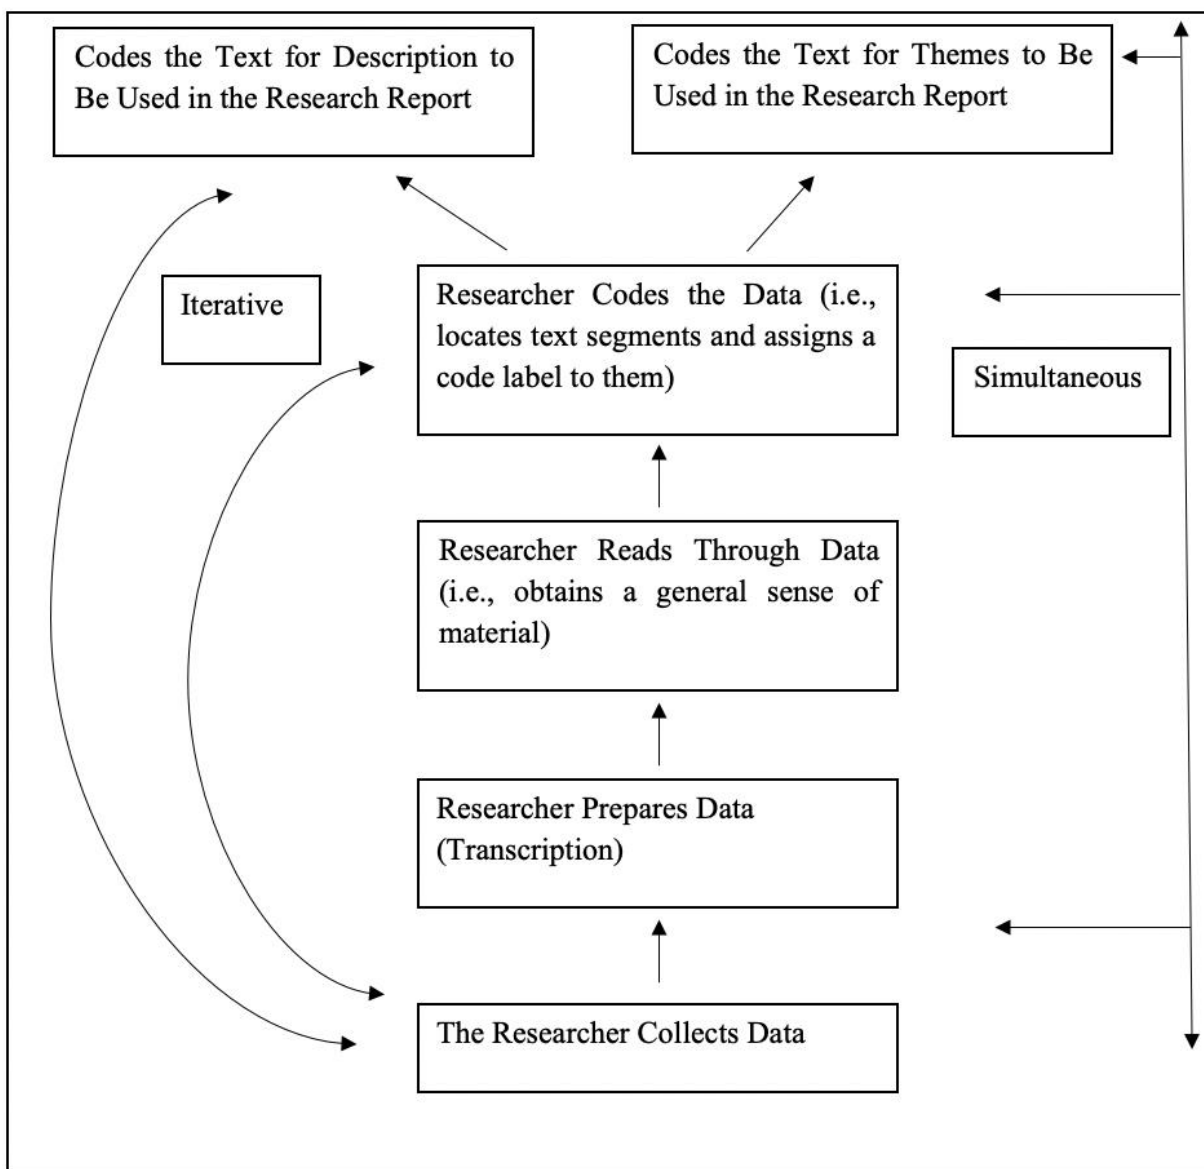 Codes the Text for Description to
Be Used in the Research Report
Codes the Text for Themes to Be
Used in the Research Report
Iterative
Researcher Codes the Data (i.e.,
locates text segments and assigns a
code label to them)
Simultaneous
Researcher Reads Through Data
(i.e., obtains a general sense of
material)
Researcher Prepares Data
(Transcription)
The Researcher Collects Data